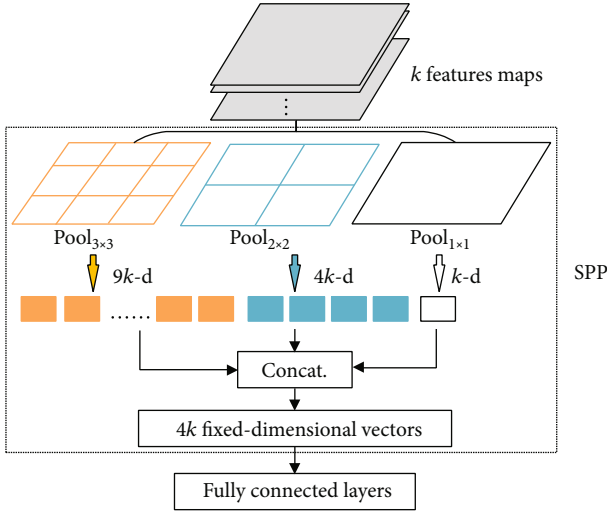 k features maps
Pool3×3
Pool2×2
Pool1×1
9k-d
4k-d
k-d
SPP
......
Concat.
4k fixed-dimensional vectors
Fully connected layers